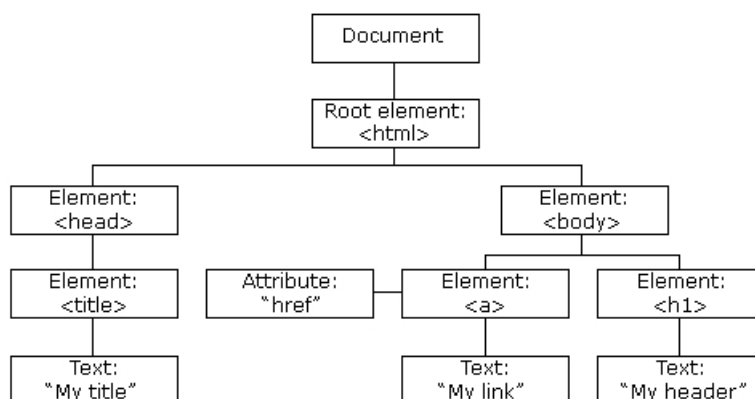 Document
Root element:
<html>
Element:
<head>
Element:
<body>
Element:
<title>
Attribute:
“href”
Element:
<a>
Element:
<h1>
Text:
“My title”
Text:
“My link”
Text:
“My header”